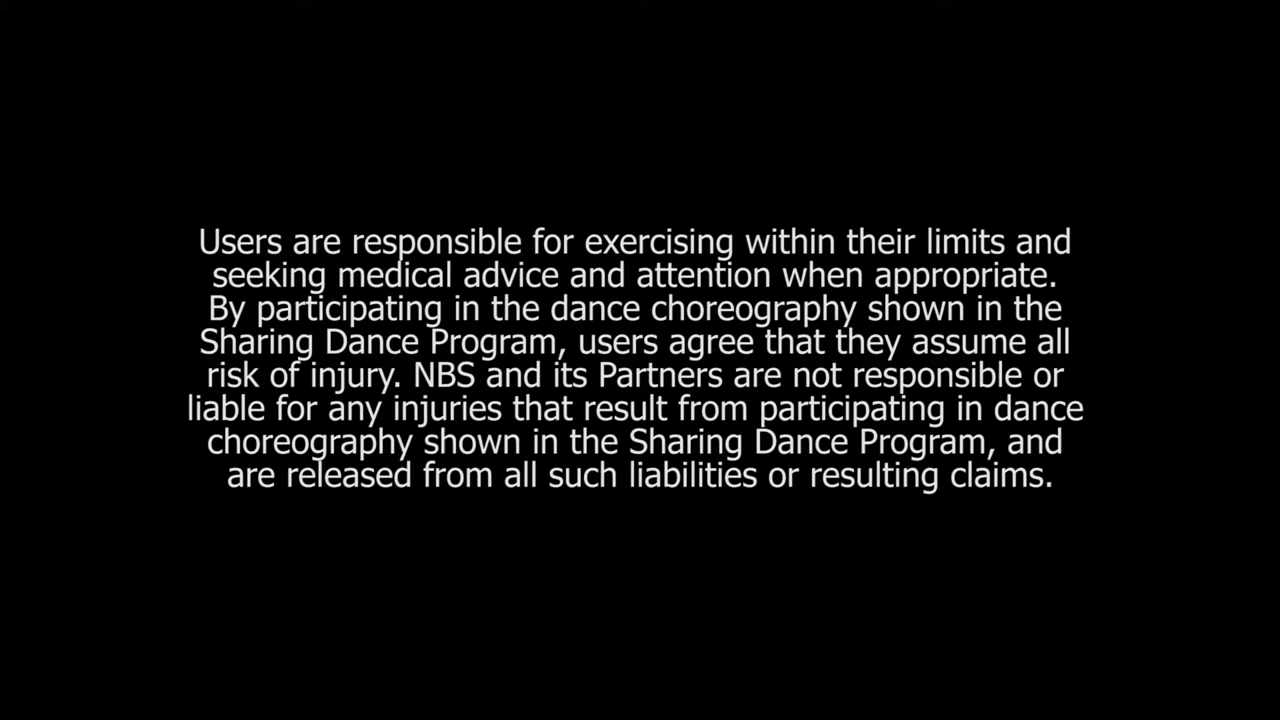 Users are responsible for exercising within their limits and
seeking medical advice and attention when appropriate.
By participating in the dance choreography shown in the
Sharing Dance Program, users agree that they assume all
risk of injury. NBS and its Partners are not responsible or
liable for any injuries that result from participating in dance
choreography shown in the Sharing Dance Program, and
are released from all such liabilities or resulting claims.